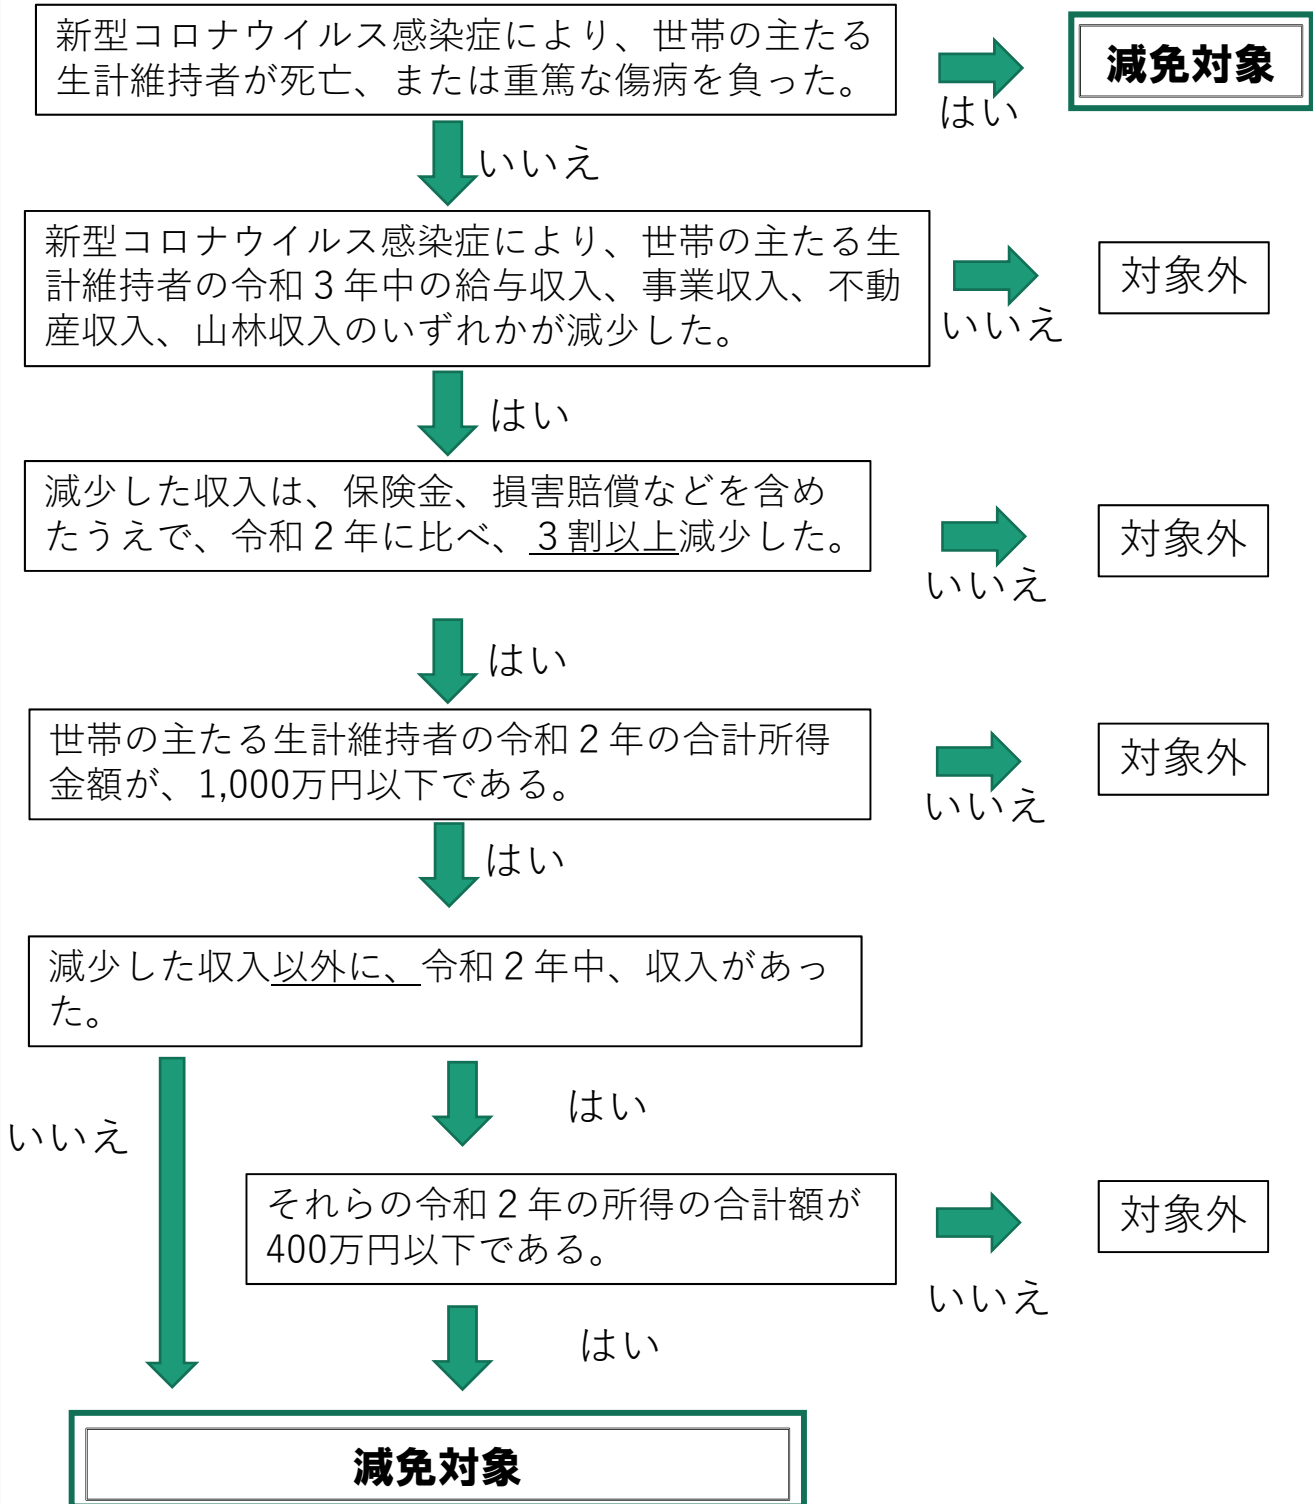 新型コロナウイルス感染症により、世帯の主たる
生計維持者が死亡、または重篤な傷病を負った。
はい
減免対象
いいえ
新型コロナウイルス感染症により、世帯の主たる生
計維持者の令和３年中の給与収入、事業収入、不動
産収入、山林収入のいずれかが減少した。
いいえ
対象外
はい
減少した収入は、保険金、損害賠償などを含め
たうえで、令和２年に比べ、３割以上減少した。
いいえ
対象外
はい
世帯の主たる生計維持者の令和２年の合計所得
金額が、1,000万円以下である。
いいえ
対象外
はい
減少した収入以外に、令和２年中、収入があっ
た。
いいえ
はい
それらの令和２年の所得の合計額が
400万円以下である。
いいえ
対象外
はい
減免対象